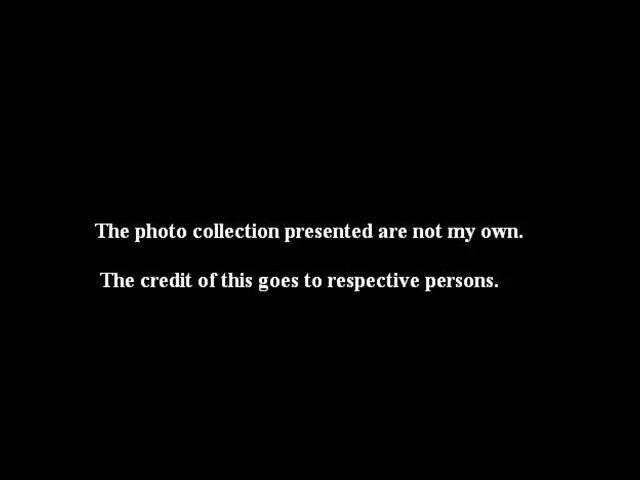 The photo collection presented are not my own.
The credit of this goes to respective persons.